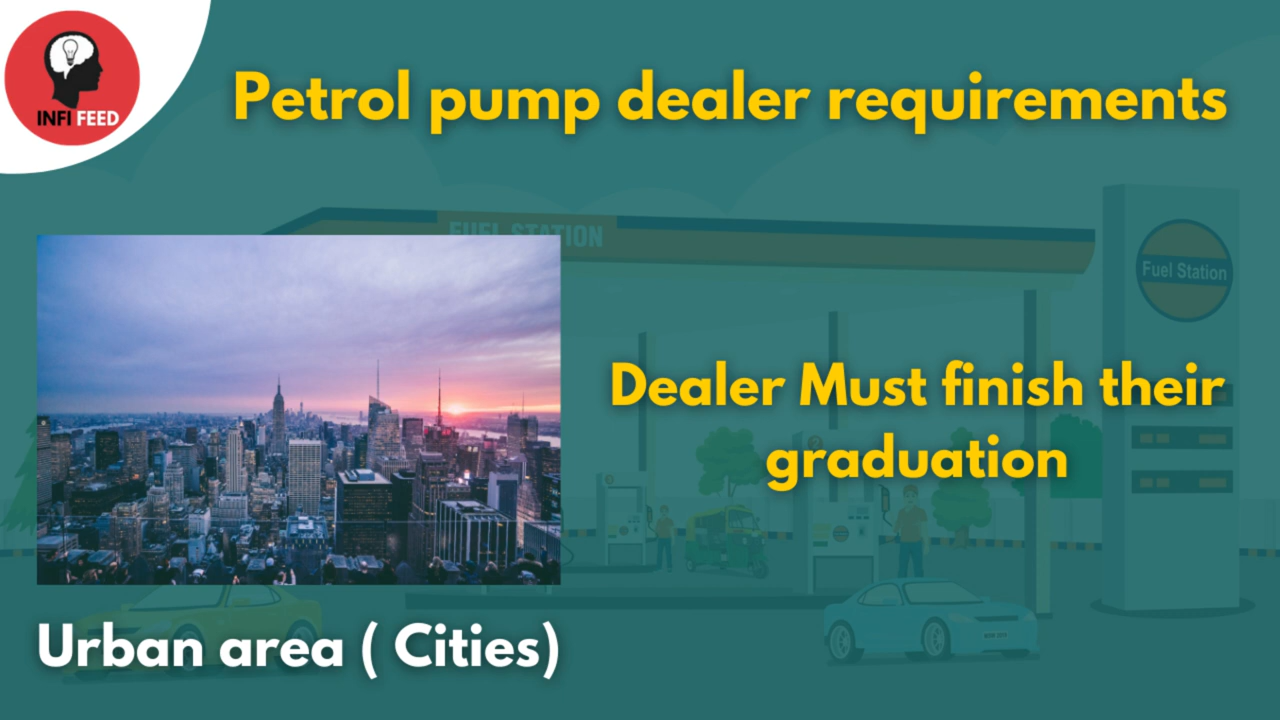 INFI FEED
Petrol pump dealer requirements
FUEL STATION
Fuel Station
Dealer Must finish their
graduation
Urban area ( Cities)